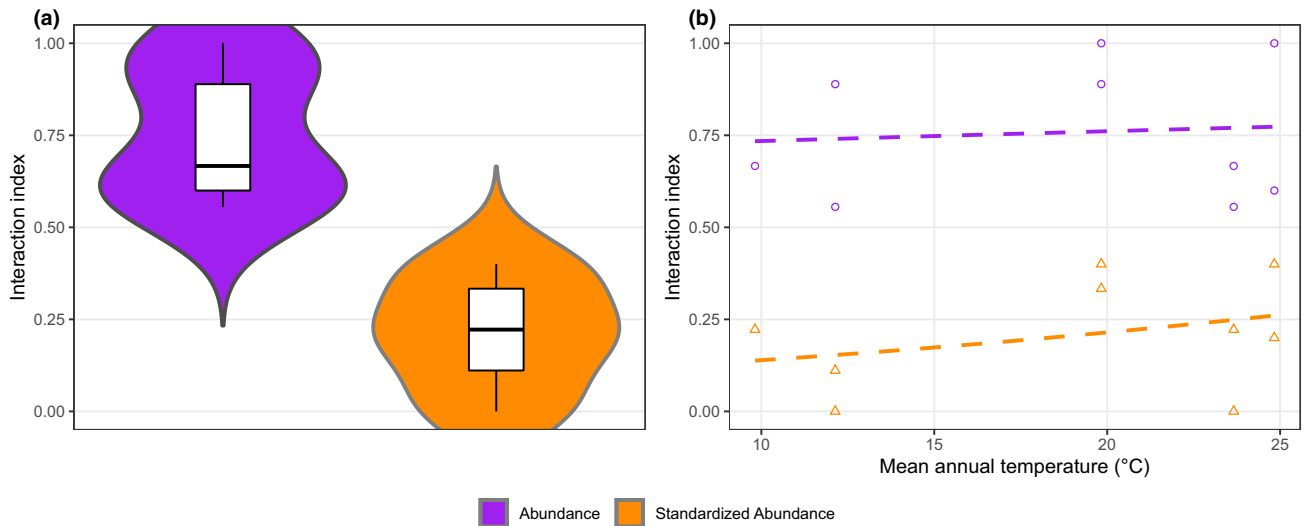 (a)
Interaction index
1.00
0.75
0.50
0.25
0.00
(b)
Interaction index
1.00
0.75
0.50
0.25
0.00
10
15
20
25
Mean annual temperature (°C)
Abundance
Standardized Abundance